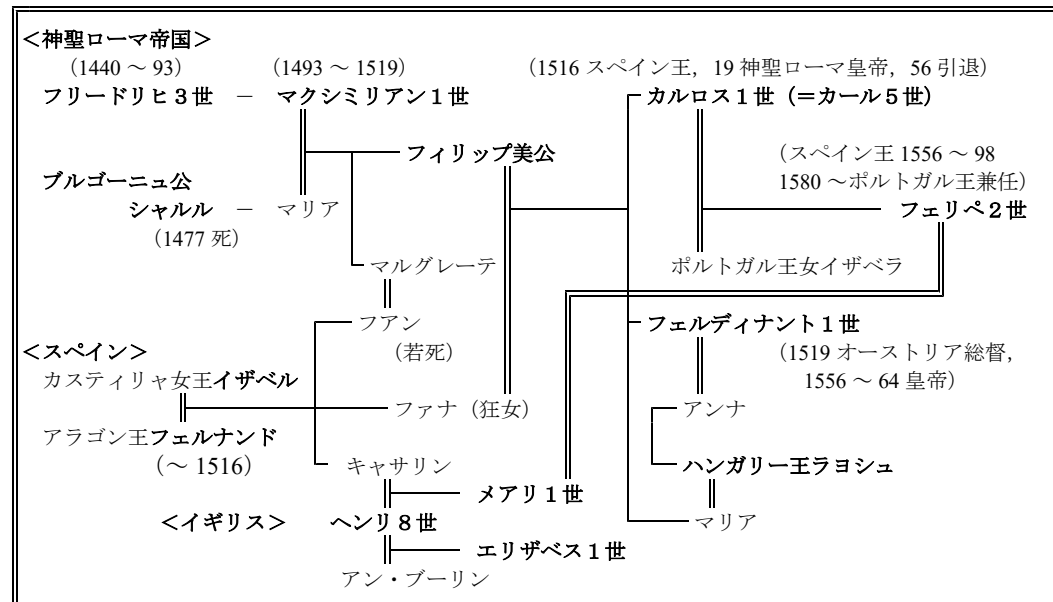 <神聖ローマ帝国>
(1440 ~ 93) (1493 ~ 1519) (1516 スペイン王, 19 神聖ローマ皇帝, 56 引退)
フリードリヒ3世 － マクシミリアン1世 カルロス1世 (=カール5世)
フィリップ美公 (スペイン王 1556 ~ 98
ブルゴーニュ公 1580 ~ポルトガル王兼任)
シャルル － マリア フェリペ2世
(1477 死)
マルグレーテ ポルトガル王女イザベラ
フアン フェルディナント1世
<スペイン> (若死) (1519 オーストリア総督,
カスティリャ女王イザベル 1556 ~ 64 皇帝)
ファナ (狂女) アンナ
アラゴン王フェルナンド
(~ 1516) キャサリン ハンガリー王ラヨシュ
メアリ1世
<イギリス> ヘンリ8世 マリア
エリザベス1世
アン・ブーリン